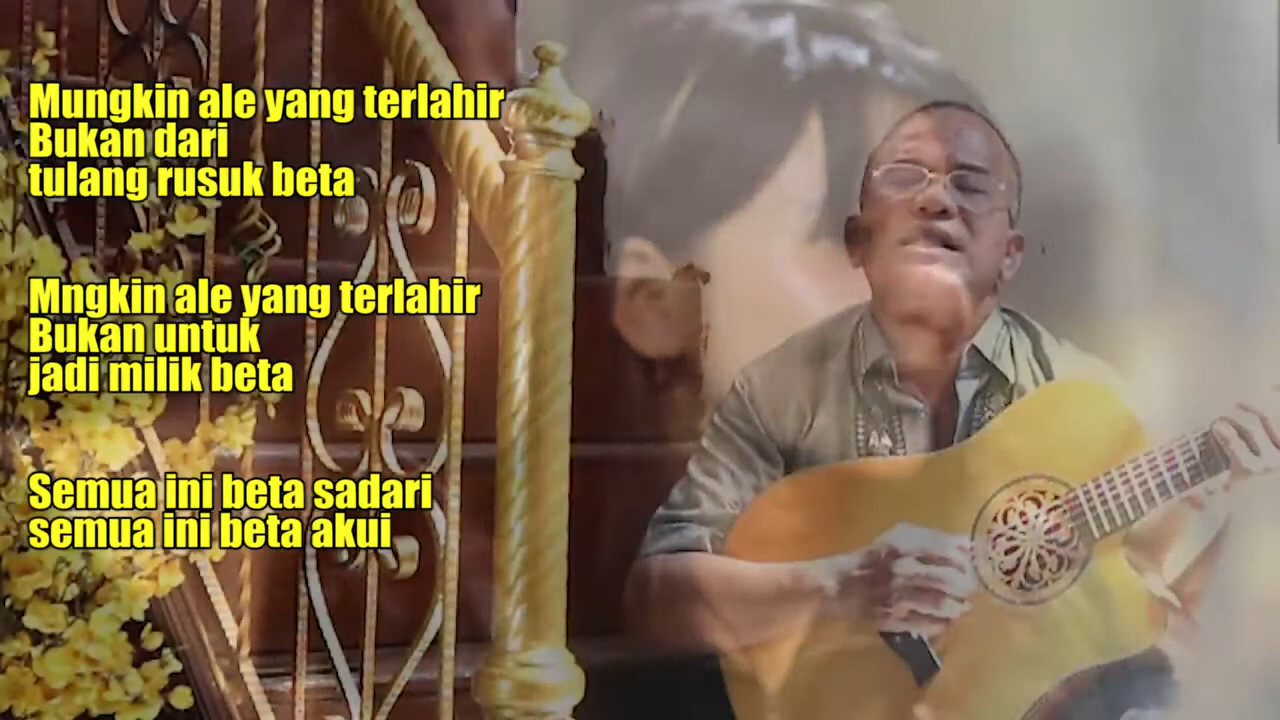 Mungkin ale yang terlahir
Bukan dari
tulang rusuk beta
Mngkin ale yang terlahir
Bukan untuk
jadi milik beta
Semua ini beta sadari
semua ini beta akui